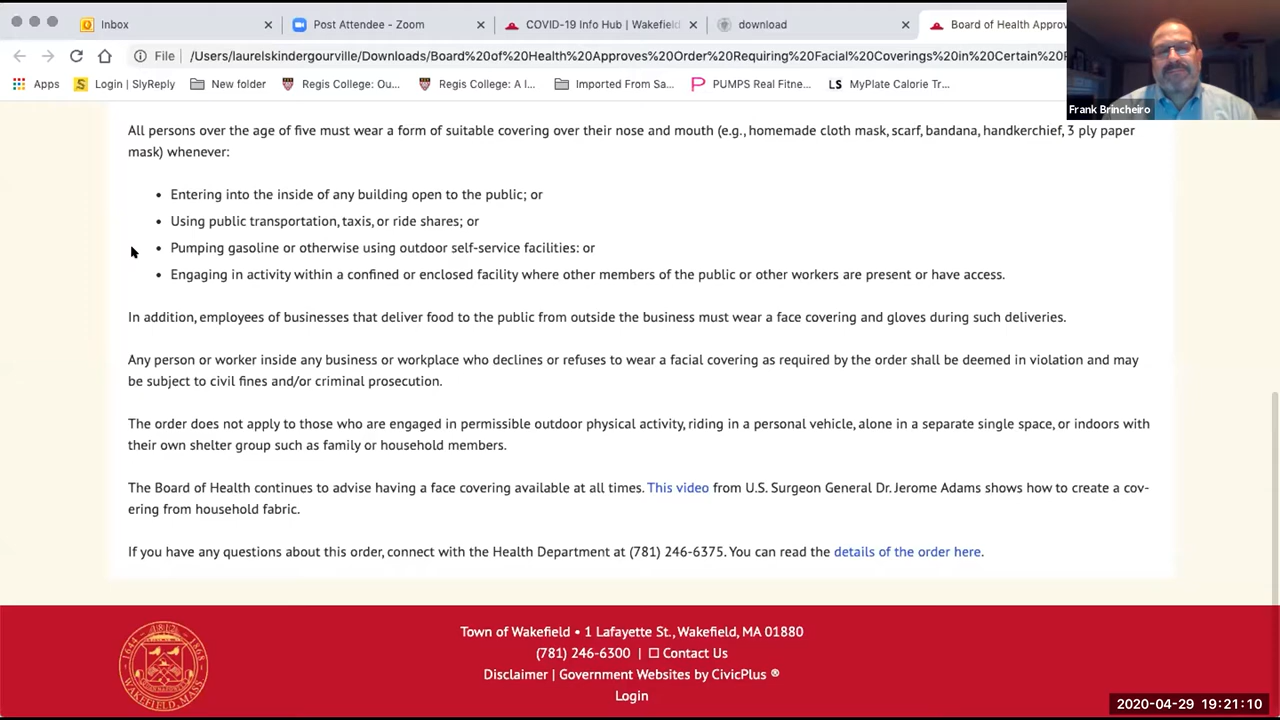 Inbox
Post Attendee - Zoom
COVID-19 Info Hub | Wakefield
download
Board of Health Approv
File
/Users/laurelskindergourville/Downloads/Board%20of%20Health%20Approves%20Order%20Requiring%20Facial%20Coverings%20in%20Certain%20P
Apps
Login | SlyReply
New folder
Regis College: Ou...
Regis College: A I...
Imported From Sa...
PUMPS Real Fitne...
LS MyPlate Calorie Tr...
Frank Brincheiro
All persons over the age of five must wear a form of suitable covering over their nose and mouth (e.g., homemade cloth mask, scarf, bandana, handkerchief, 3 ply paper
mask) whenever:
• Entering into the inside of any building open to the public; or
• Using public transportation, taxis, or ride shares; or
• Pumping gasoline or otherwise using outdoor self-service facilities: or
• Engaging in activity within a confined or enclosed facility where other members of the public or other workers are present or have access.
In addition, employees of businesses that deliver food to the public from outside the business must wear a face covering and gloves during such deliveries.
Any person or worker inside any business or workplace who declines or refuses to wear a facial covering as required by the order shall be deemed in violation and may
be subject to civil fines and/or criminal prosecution.
The order does not apply to those who are engaged in permissible outdoor physical activity, riding in a personal vehicle, alone in a separate single space, or indoors with
their own shelter group such as family or household members.
The Board of Health continues to advise having a face covering available at all times. This video from U.S. Surgeon General Dr. Jerome Adams shows how to create a cov-
ering from household fabric.
If you have any questions about this order, connect with the Health Department at (781) 246-6375. You can read the details of the order here.
Town of Wakefield • 1 Lafayette St., Wakefield, MA 01880
(781) 246-6300 | ☐ Contact Us
Disclaimer | Government Websites by CivicPlus ®
Login
1644
1868
WAKEFIELD, MASS.
2020-04-29 19:21:10